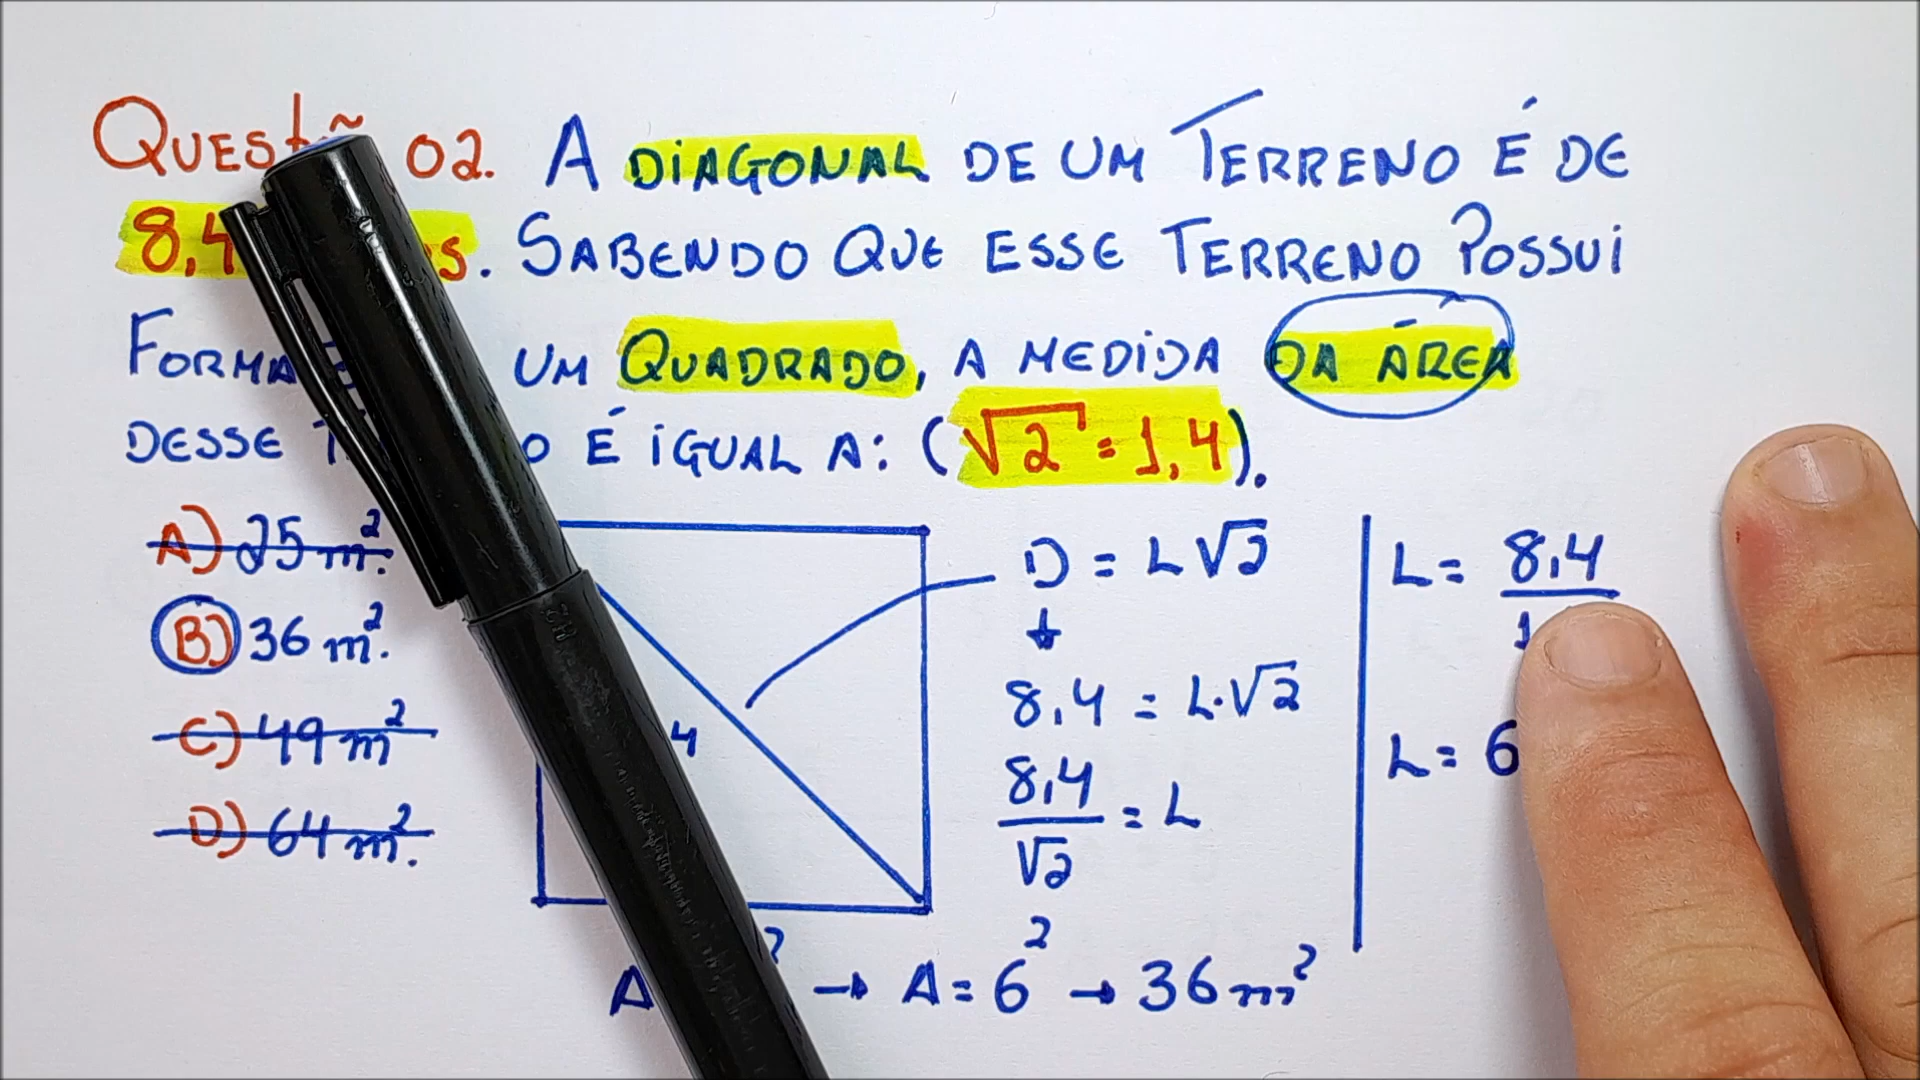 02. A DIAGONAL DE UM TERRENO É DE
8,4 . SABENDO QUE ESSE TERRENO POSSUI
UM QUADRADO, A MEDIDA DA ÁREA
DESSE É IGUAL A: (√2 = 1,4).
A) 25 m².
B) 36 m².
C) 49 m²
D) 64 m².
4
D = L√2
8,4 = L·√2
8,4/√2 = L
L = 8,4/
L = 6
A → A = 6² → 36 m²